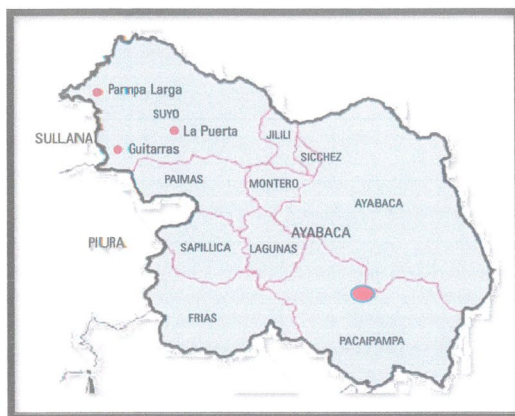 Pampa Larga
SUYO
La Puerta
JILILI
SULLANA
Guitarras
SICCHEZ
PAIMAS
MONTERO
AYABACA
AYABACA
PIURA
SAPILLICA
LAGUNAS
FRIAS
PACAIPAMPA